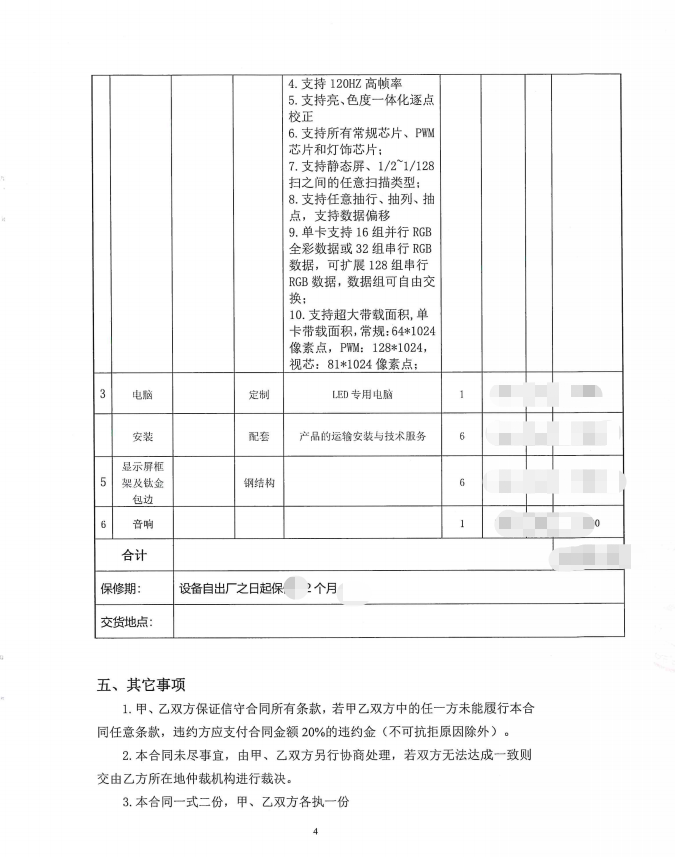 4. 支持 120HZ 高帧率
5. 支持亮、色度一体化逐点
校正
6. 支持所有常规芯片、PWM
芯片和灯饰芯片；
7. 支持静态屏、1/2~1/128
扫之间的任意扫描类型；
8. 支持任意抽行、抽列、抽
点，支持数据偏移
9. 单卡支持 16 组并行 RGB
全彩数据或 32 组串行 RGB
数据，可扩展 128 组串行
RGB 数据，数据组可自由交
换；
10. 支持超大带载面积, 单
卡带载面积, 常规: 64*1024
像素点，PWM: 128*1024，
视芯: 81*1024 像素点；
3 电脑 定制 LED 专用电脑 1
安装 配套 产品的运输安装与技术服务 6
显示屏框
5 架及钛金 钢结构 6
包边
6 音响 1 0
合计
保修期： 设备自出厂之日起保 2 个月
交货地点：
五、其它事项
1. 甲、乙双方保证信守合同所有条款，若甲乙双方中的任一方未能履行本合
同任意条款，违约方应支付合同金额 20%的违约金（不可抗拒原因除外）。
2. 本合同未尽事宜，由甲、乙双方另行协商处理，若双方无法达成一致则
交由乙方所在地仲裁机构进行裁决。
3. 本合同一式二份，甲、乙双方各执一份
4